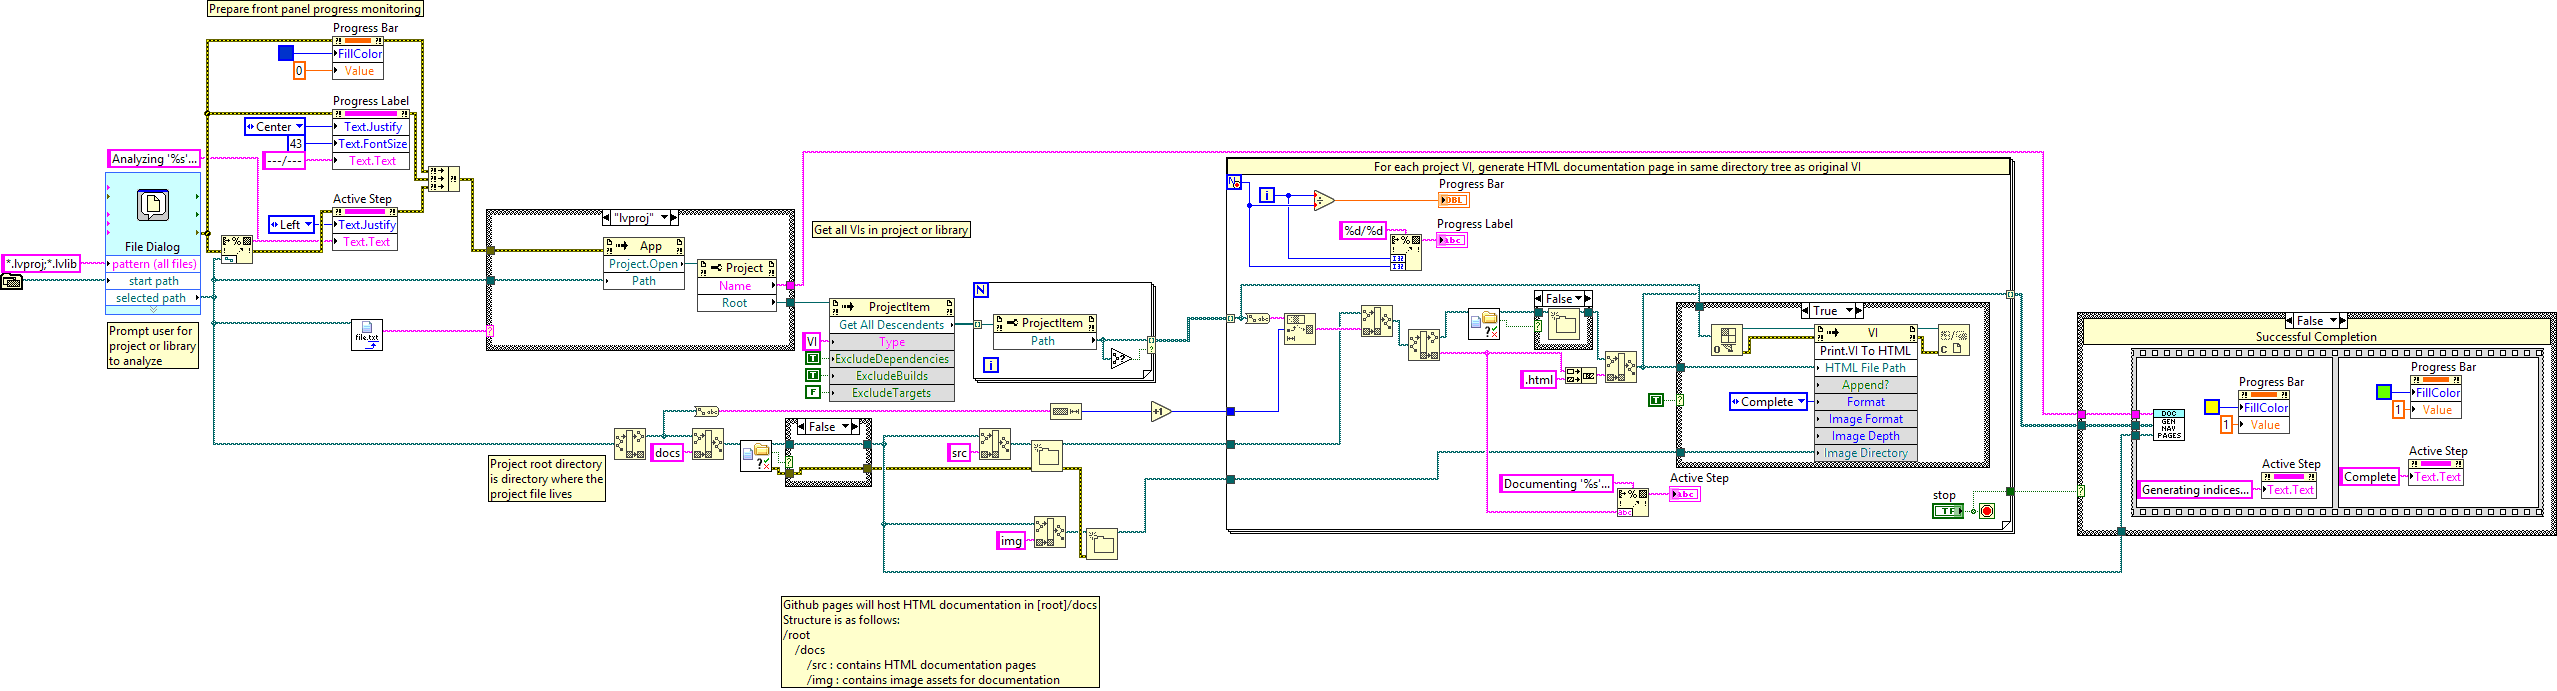 Prepare front panel progress monitoring
Progress Bar
FillColor
0
Value
Progress Label
Center
Text.Justify
43
Text.FontSize
Analyzing '%s'...
---/---
Text.Text
Active Step
Left
Text.Justify
Text.Text
File Dialog
*.lvproj;*.lvlib
pattern (all files)
start path
selected path
Prompt user for
project or library
to analyze
file.txt
"lvproj"
App
Project.Open
Path
Project
Name
Root
Get all VIs in project or library
ProjectItem
Get All Descendents
VI
Type
T
ExcludeDependencies
T
ExcludeBuilds
F
ExcludeTargets
N
ProjectItem
Path
i
Project root directory
is directory where the
project file lives
docs
False
src
img
+1
Github pages will host HTML documentation in [root]/docs
Structure is as follows:
/root
/docs
/src : contains HTML documentation pages
/img : contains image assets for documentation
For each project VI, generate HTML documentation page in same directory tree as original VI
N
i
Progress Bar
DBL
%d/%d
Progress Label
abc
False
.html
Documenting '%s'...
Active Step
abc
T
True
VI
Print.VI To HTML
HTML File Path
Append?
Complete
Format
Image Format
Image Depth
Image Directory
stop
TF
False
Successful Completion
DOC
GEN
NAV
PAGES
Progress Bar
FillColor
1
Value
Active Step
Generating indices...
Text.Text
Progress Bar
FillColor
1
Value
Active Step
Complete
Text.Text